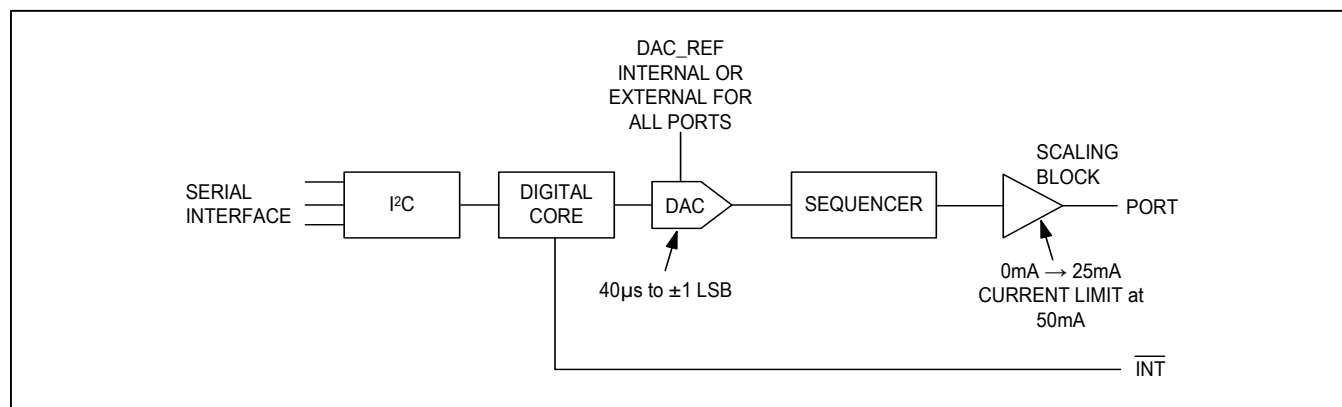 DAC_REF
INTERNAL OR
EXTERNAL FOR
ALL PORTS
SERIAL
INTERFACE
I²C
DIGITAL
CORE
DAC
SEQUENCER
SCALING
BLOCK
PORT
40µs to ±1 LSB
0mA → 25mA
CURRENT LIMIT at
50mA
INT